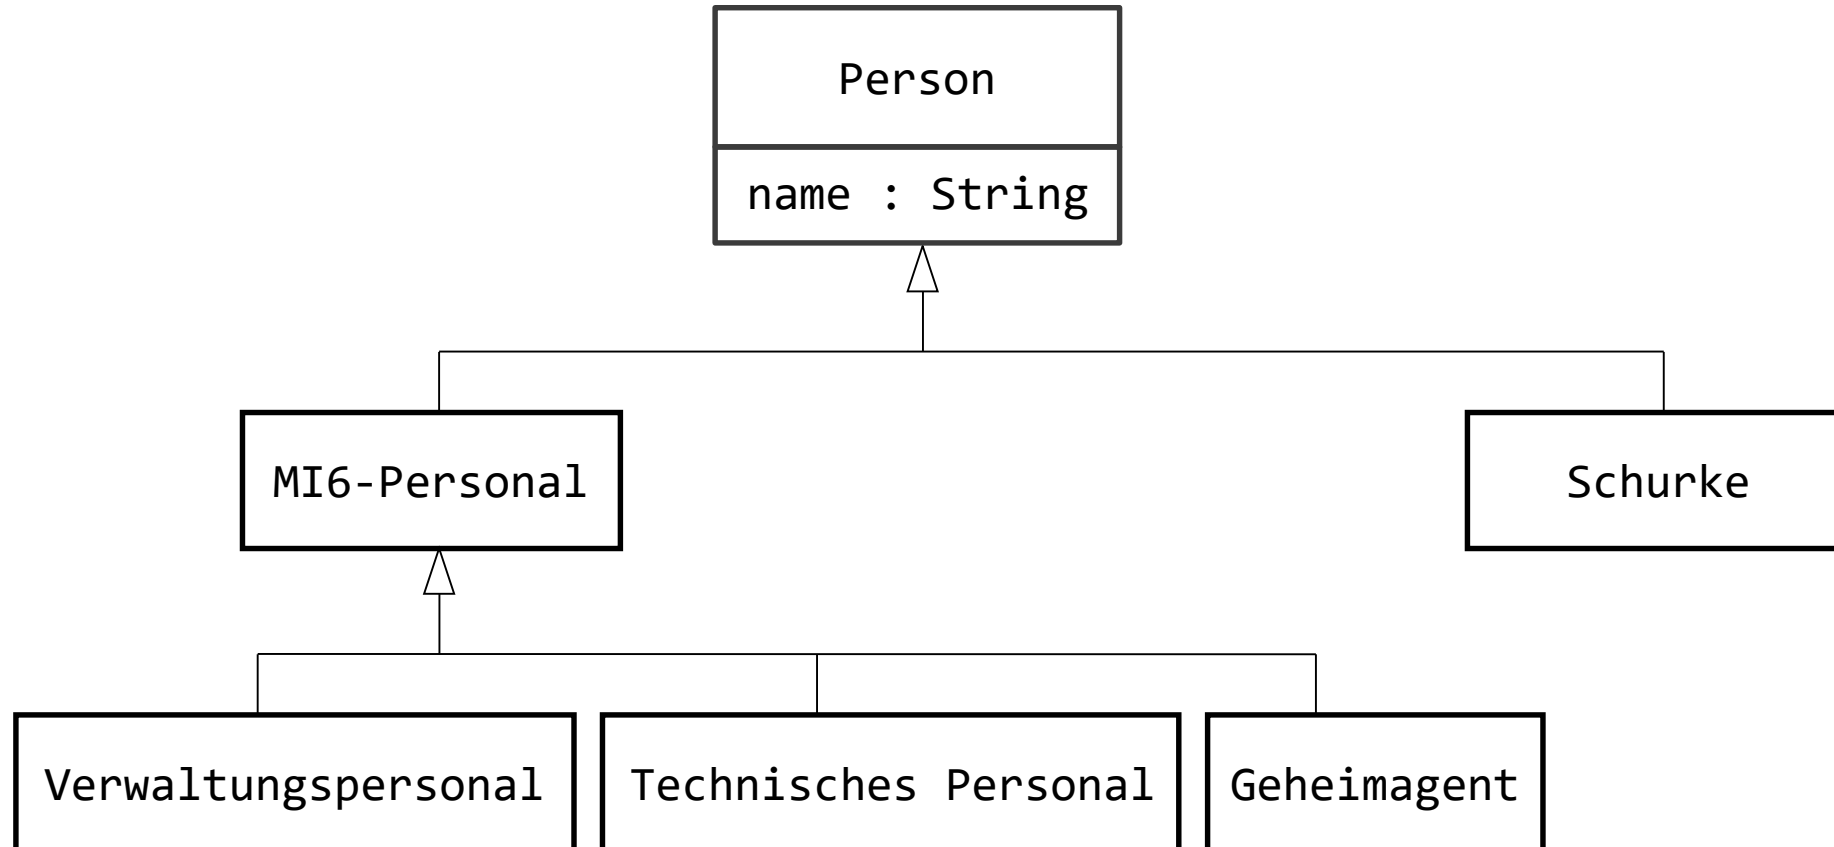 Person
name : String
MI6-Personal
Schurke
Verwaltungspersonal
Technisches Personal
Geheimagent